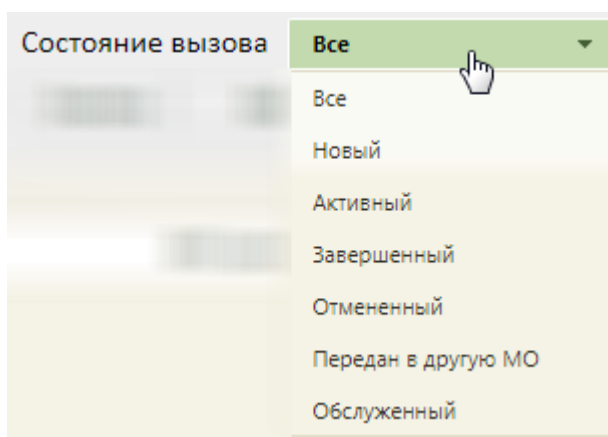 Состояние вызова Все
Все
Новый
Активный
Завершенный
Отмененный
Передан в другую МО
Обслуженный